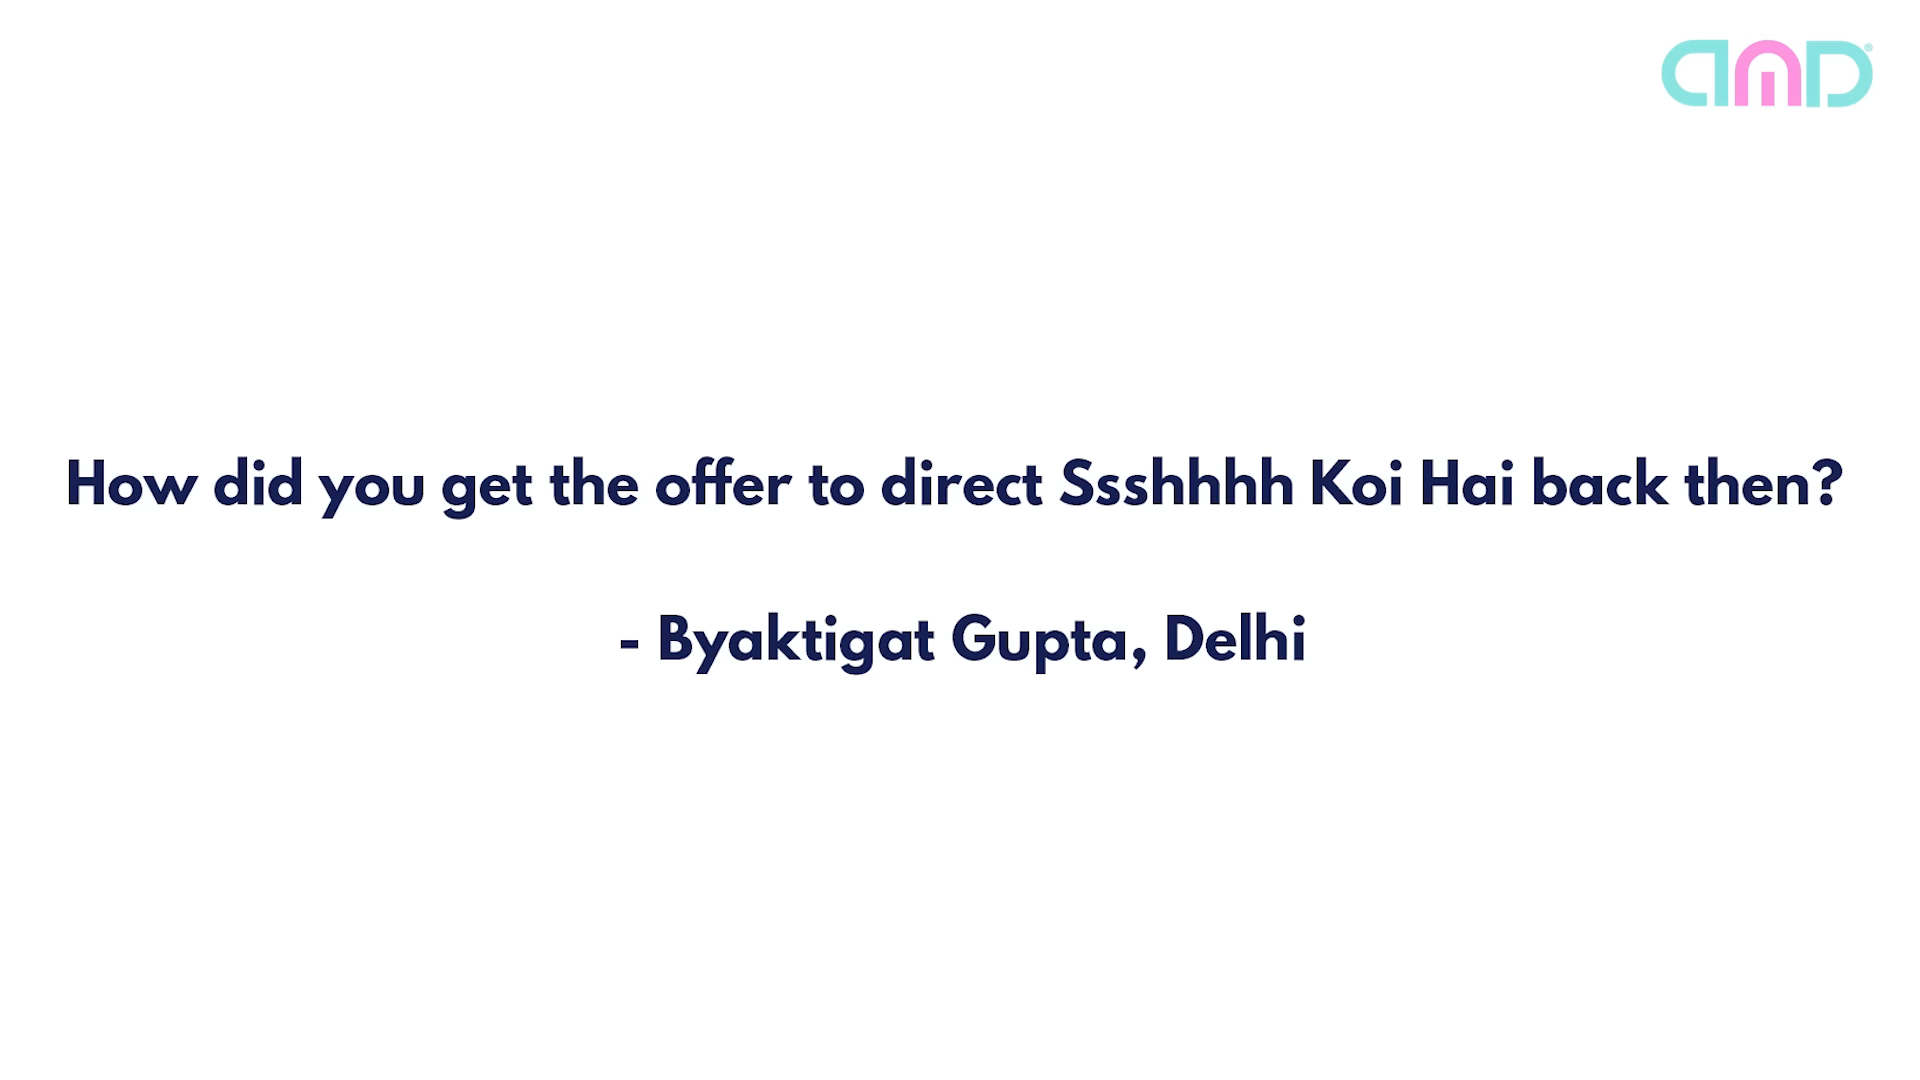 How did you get the offer to direct Ssshhhh Koi Hai back then?
- Byaktigat Gupta, Delhi